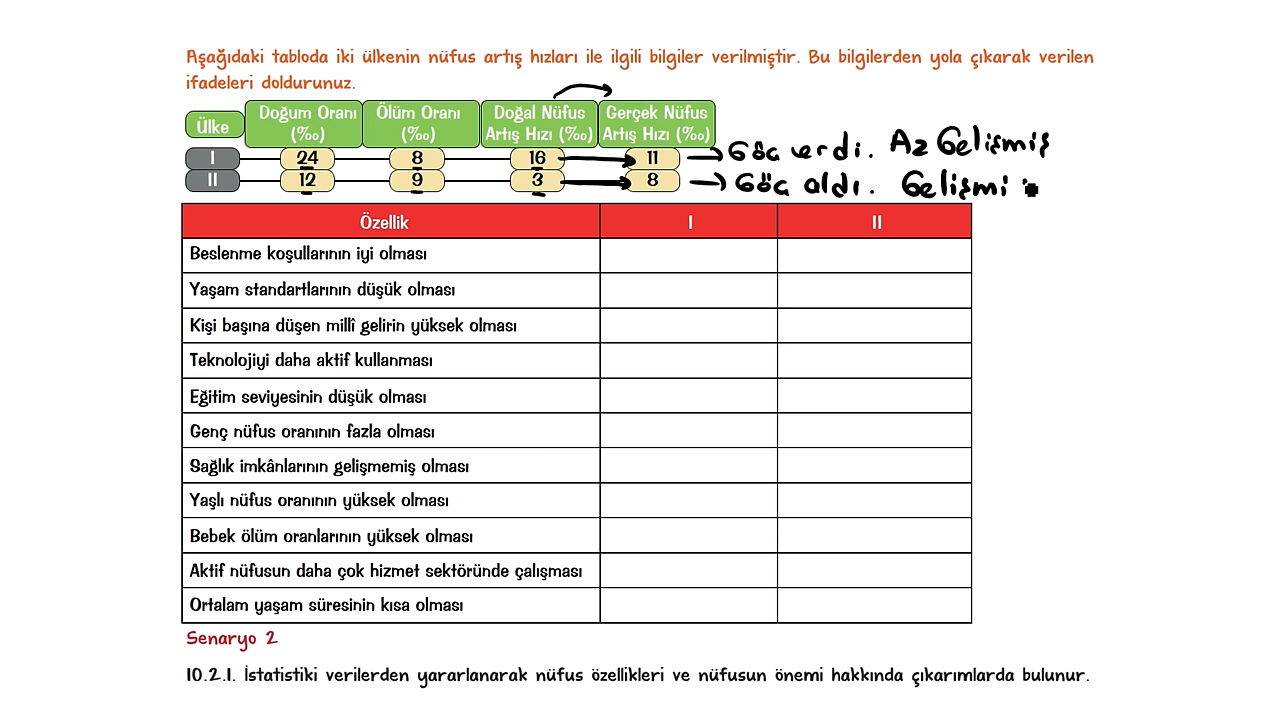 Aşağıdaki tabloda iki ülkenin nüfus artış hızları ile ilgili bilgiler verilmiştir. Bu bilgilerden yola çıkarak verilen
ifadeleri doldurunuz.
Ülke Doğum Oranı (‰) Ölüm Oranı (‰) Doğal Nüfus Artış Hızı (‰) Gerçek Nüfus Artış Hızı (‰)
I 24 8 16 11 Göç verdi. Az Gelişmiş
II 12 9 3 8 Göç aldı. Gelişmi
Özellik I II
Beslenme koşullarının iyi olması
Yaşam standartlarının düşük olması
Kişi başına düşen millî gelirin yüksek olması
Teknolojiyi daha aktif kullanması
Eğitim seviyesinin düşük olması
Genç nüfus oranının fazla olması
Sağlık imkânlarının gelişmemiş olması
Yaşlı nüfus oranının yüksek olması
Bebek ölüm oranlarının yüksek olması
Aktif nüfusun daha çok hizmet sektöründe çalışması
Ortalam yaşam süresinin kısa olması
Senaryo 2
10.2.1. İstatistiki verilerden yararlanarak nüfus özellikleri ve nüfusun önemi hakkında çıkarımlarda bulunur.